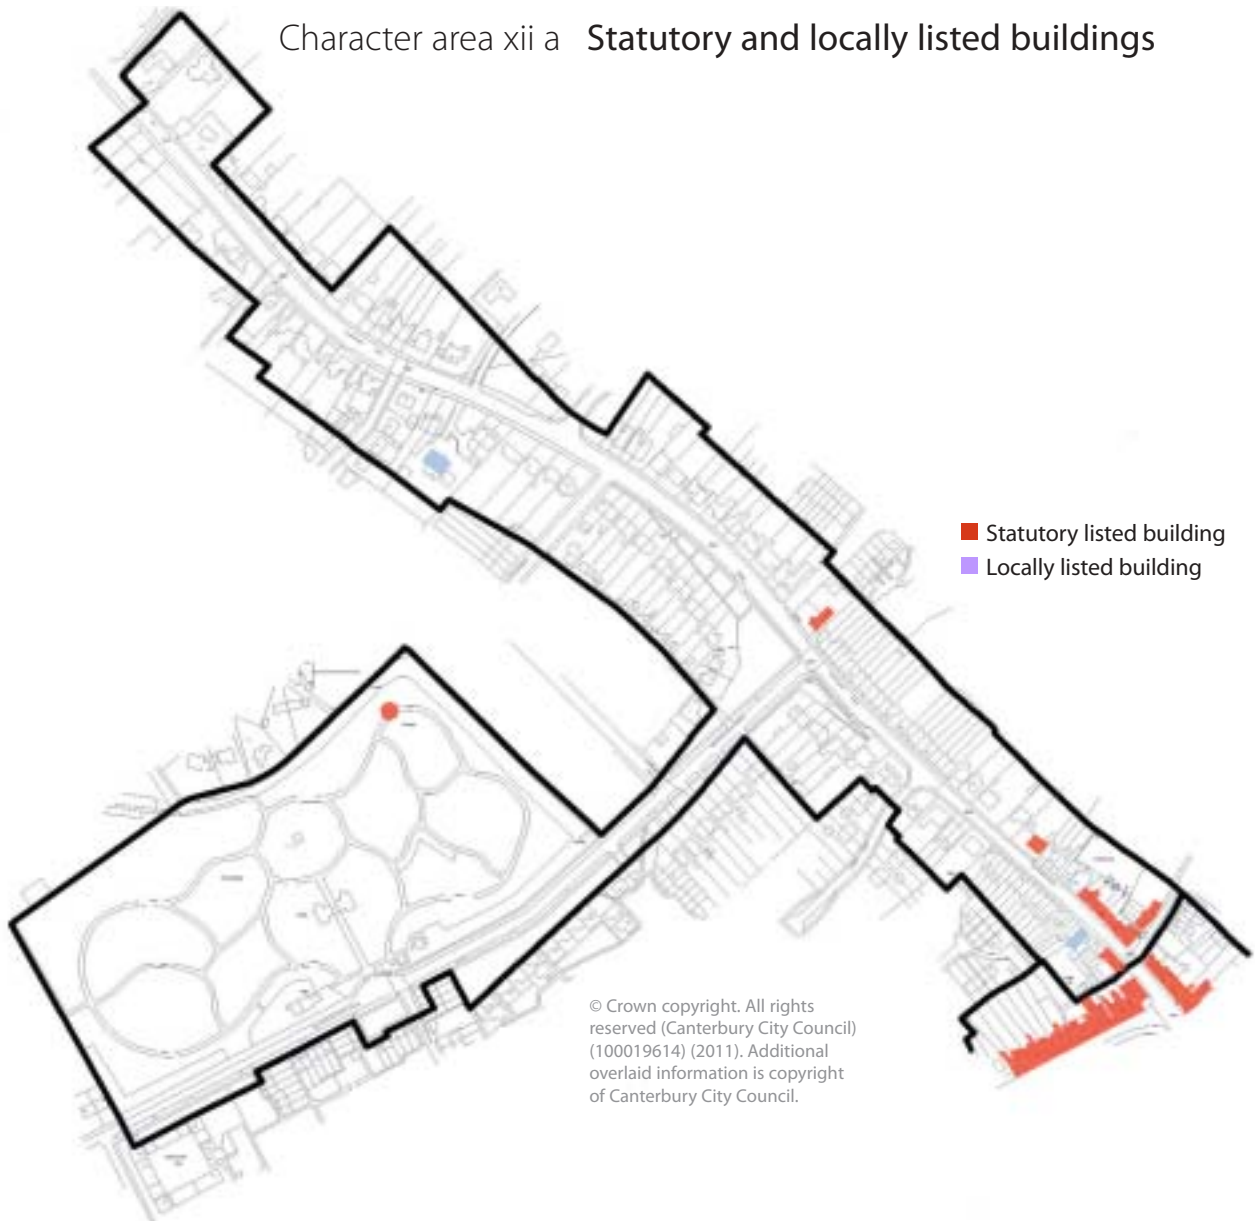 Character area xii a Statutory and locally listed buildings
Statutory listed building
Locally listed building
© Crown copyright. All rights
reserved (Canterbury City Council)
(100019614) (2011). Additional
overlaid information is copyright
of Canterbury City Council.